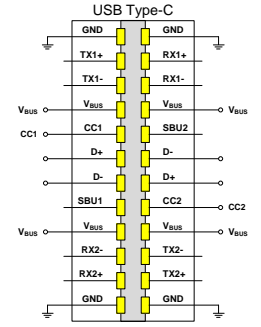 USB Type-C
GND GND
TX1+ RX1+
TX1- RX1-
VBUS VBUS VBUS VBUS
CC1 CC1 SBU2
D+ D-
D- D+
SBU1 CC2 CC2
VBUS VBUS VBUS VBUS
RX2- TX2-
RX2+ TX2+
GND GND